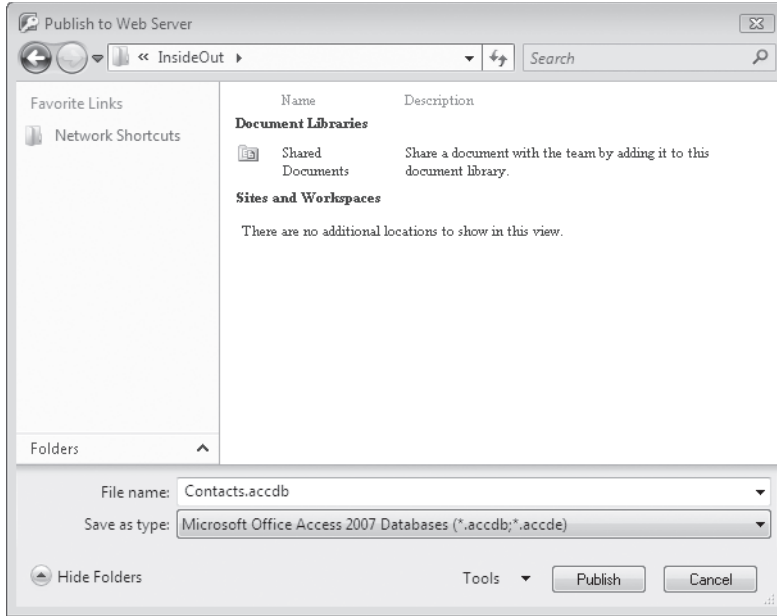 Publish to Web Server
« InsideOut
Search
Favorite Links
Network Shortcuts
Name Description
Document Libraries
Shared Documents
Share a document with the team by adding it to this
document library.
Sites and Workspaces
There are no additional locations to show in this view.
Folders
File name: Contacts.accdb
Save as type: Microsoft Office Access 2007 Databases (*.accdb;*.accde)
Hide Folders Tools Publish Cancel